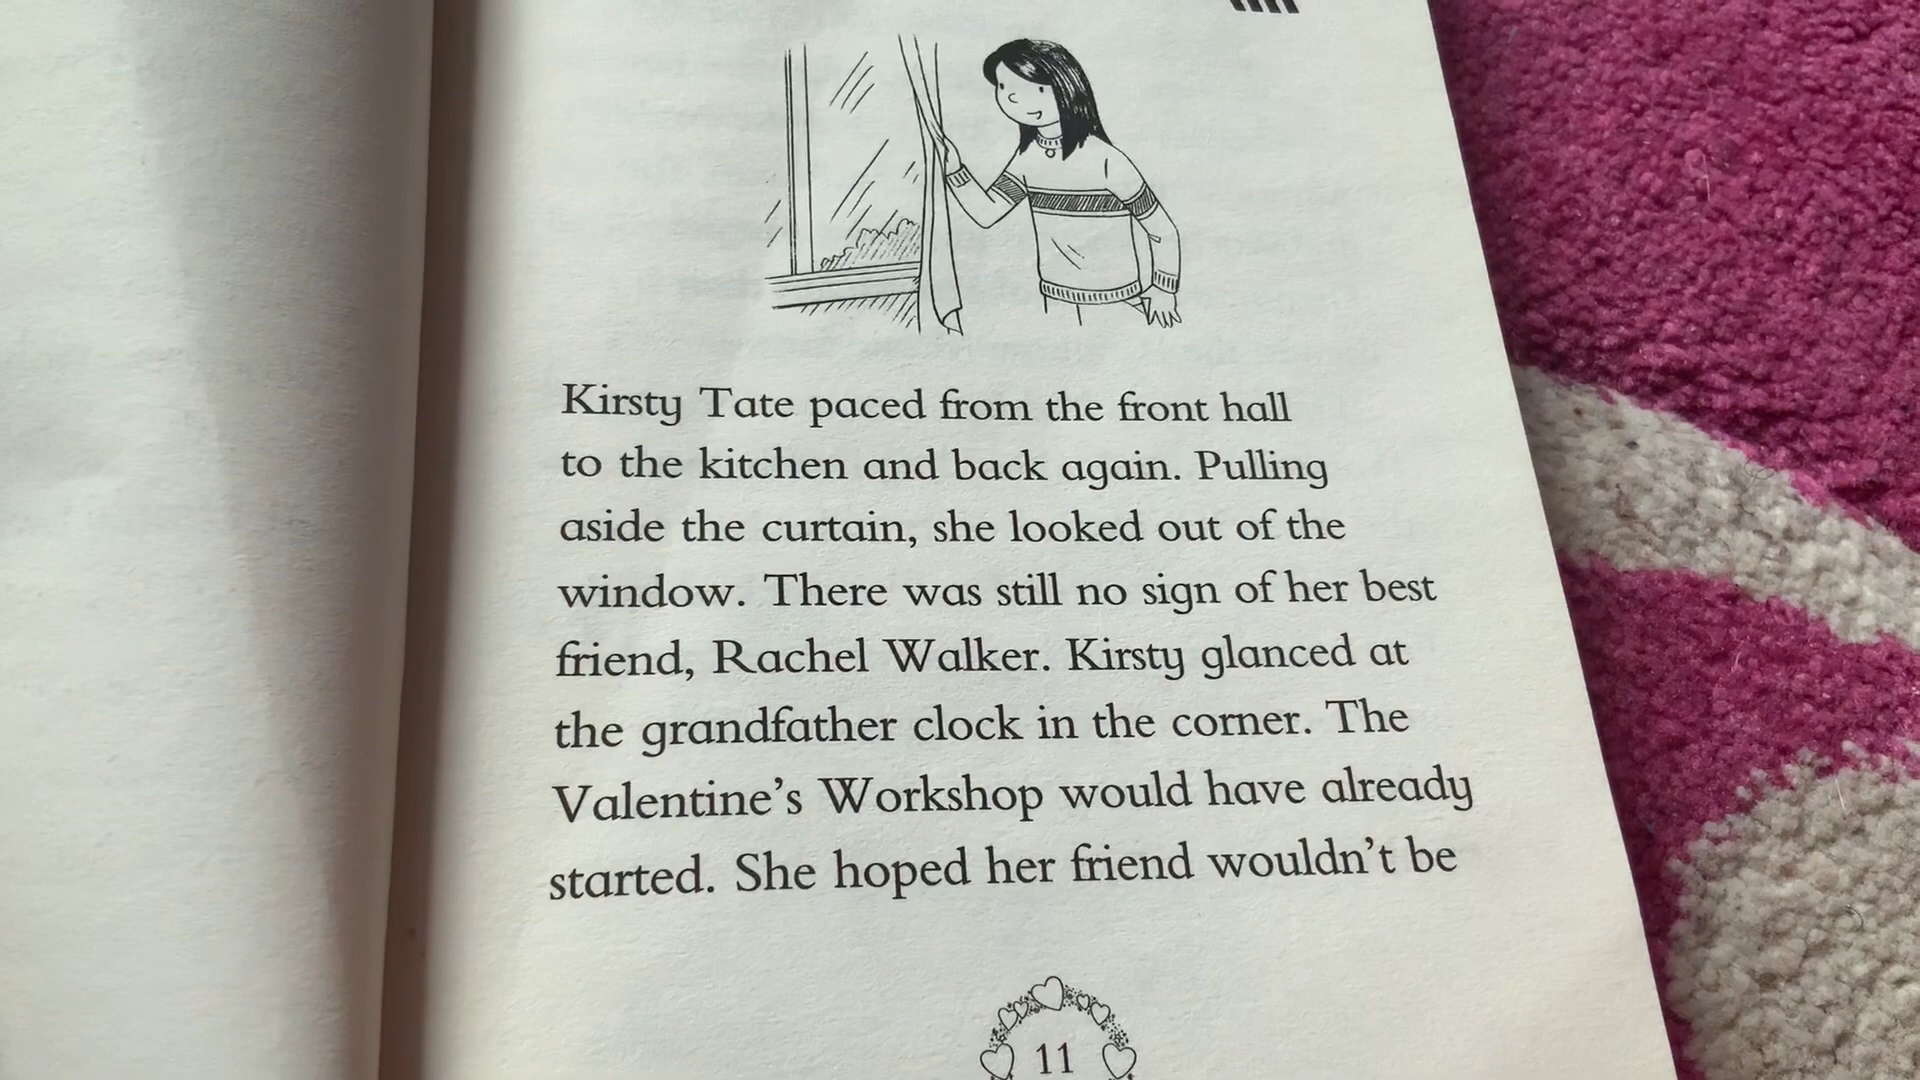 Kirsty Tate paced from the front hall
to the kitchen and back again. Pulling
aside the curtain, she looked out of the
window. There was still no sign of her best
friend, Rachel Walker. Kirsty glanced at
the grandfather clock in the corner. The
Valentine’s Workshop would have already
started. She hoped her friend wouldn’t be
11